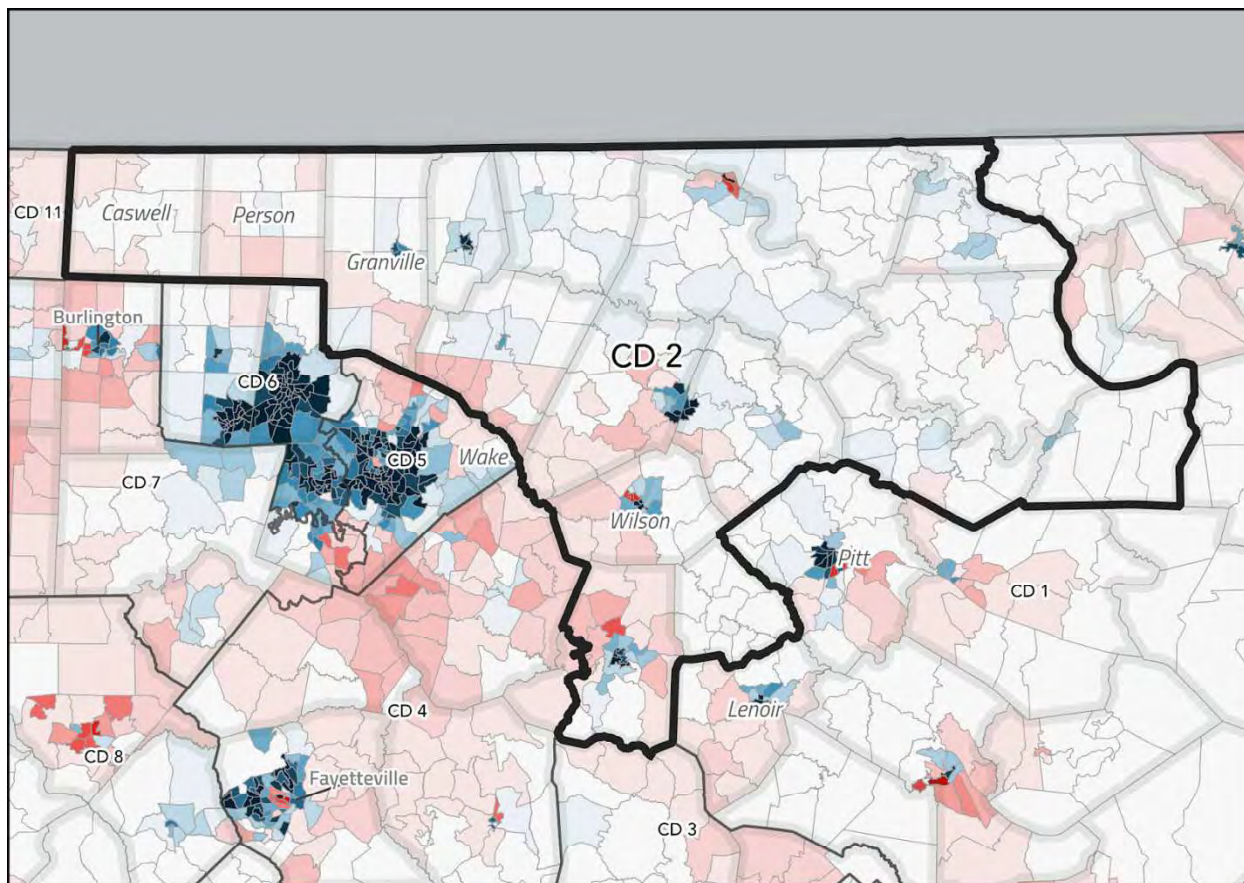 CD 11
Caswell
Person
Granville
Burlington
CD 2
CD 6
CD 5
Wake
CD 7
Wilson
Pitt
CD 1
Lenoir
CD 4
CD 8
Fayetteville
CD 3